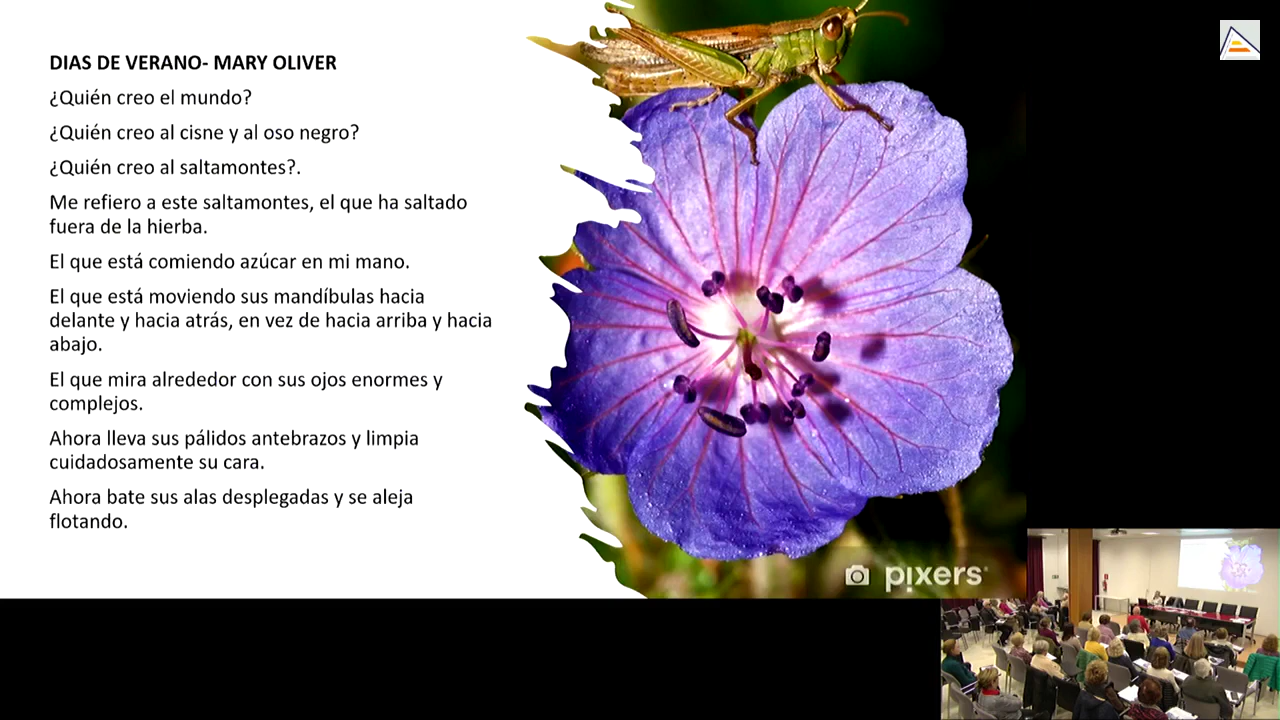 DIAS DE VERANO- MARY OLIVER
¿Quién creo el mundo?
¿Quién creo al cisne y al oso negro?
¿Quién creo al saltamontes?.
Me refiero a este saltamontes, el que ha saltado
fuera de la hierba.
El que está comiendo azúcar en mi mano.
El que está moviendo sus mandíbulas hacia
delante y hacia atrás, en vez de hacia arriba y hacia
abajo.
El que mira alrededor con sus ojos enormes y
complejos.
Ahora lleva sus pálidos antebrazos y limpia
cuidadosamente su cara.
Ahora bate sus alas desplegadas y se aleja
flotando.
pixers